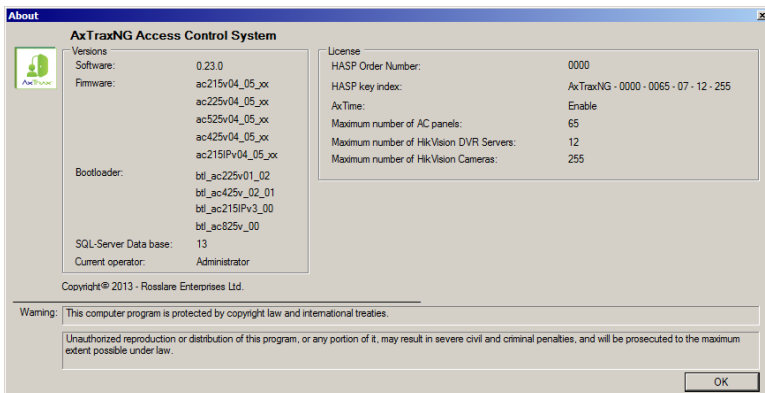 About
AxTraxNG Access Control System
AxTraxNG
Versions
Software: 0.23.0
Firmware: ac215v04_05_xx
ac225v04_05_xx
ac525v04_05_xx
ac425v04_05_xx
ac215IPv04_05_xx
Bootloader: btl_ac225v01_02
btl_ac425v_02_01
btl_ac215IPv3_00
btl_ac825v_00
SQL-Server Data base: 13
Current operator: Administrator
License
HASP Order Number: 0000
HASP key index: AxTraxNG - 0000 - 0065 - 07 - 12 - 255
AxTime: Enable
Maximum number of AC panels: 65
Maximum number of HikVision DVR Servers: 12
Maximum number of HikVision Cameras: 255
Copyright© 2013 - Rosslare Enterprises Ltd.
Warning: This computer program is protected by copyright law and international treaties.
Unauthorized reproduction or distribution of this program, or any portion of it, may result in severe civil and criminal penalties, and will be prosecuted to the maximum
extent possible under law.
OK